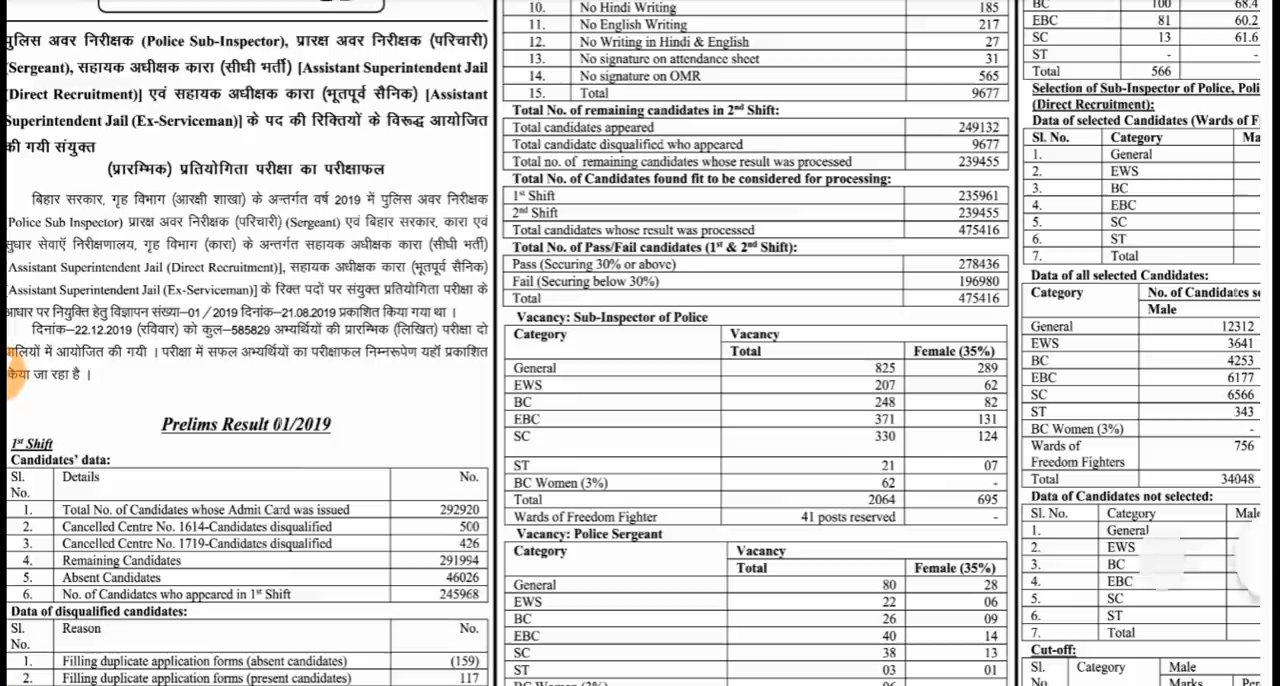 पुलिस अवर निरीक्षक (Police Sub-Inspector), प्रारक्ष अवर निरीक्षक (परिचारी)
(Sergeant), सहायक अधीक्षक कारा (सीधी भर्ती) [Assistant Superintendent Jail
(Direct Recruitment)] एवं सहायक अधीक्षक कारा (भूतपूर्व सैनिक) [Assistant
Superintendent Jail (Ex-Serviceman)] के पद की रिक्तियों के विरूद्ध आयोजित
की गयी संयुक्त
(प्रारम्भिक) प्रतियोगिता परीक्षा का परीक्षाफल
बिहार सरकार, गृह विभाग (आरक्षी शाखा) के अन्तर्गत वर्ष 2019 में पुलिस अवर निरीक्षक
(Police Sub Inspector) प्रारक्ष अवर निरीक्षक (परिचारी) (Sergeant) एवं बिहार सरकार, कारा एवं
सुधार सेवाऐं निरीक्षणालय, गृह विभाग (कारा) के अन्तर्गत सहायक अधीक्षक कारा (सीधी भर्ती)
[Assistant Superintendent Jail (Direct Recruitment)], सहायक अधीक्षक कारा (भूतपूर्व सैनिक)
[Assistant Superintendent Jail (Ex-Serviceman)] के रिक्त पदों पर संयुक्त प्रतियोगिता परीक्षा के
आधार पर नियुक्ति हेतु विज्ञापन संख्या–01 / 2019 दिनांक–21.08.2019 प्रकाशित किया गया था ।
दिनांक–22.12.2019 (रविवार) को कुल–585829 अभ्यर्थियों की प्रारम्भिक (लिखित) परीक्षा दो
पालियों में आयोजित की गयी । परीक्षा में सफल अभ्यर्थियों का परीक्षाफल निम्नरूपेण यहाँ प्रकाशित
किया जा रहा है ।
Prelims Result 01/2019
1st Shift
Candidates' data:
Sl. No. Details No.
1. Total No. of Candidates whose Admit Card was issued 292920
2. Cancelled Centre No. 1614-Candidates disqualified 500
3. Cancelled Centre No. 1719-Candidates disqualified 426
4. Remaining Candidates 291994
5. Absent Candidates 46026
6. No. of Candidates who appeared in 1st Shift 245968
Data of disqualified candidates:
Sl. No. Reason No.
1. Filling duplicate application forms (absent candidates) (159)
2. Filling duplicate application forms (present candidates) 117
10. No Hindi Writing 185
11. No English Writing 217
12. No Writing in Hindi & English 27
13. No signature on attendance sheet 31
14. No signature on OMR 565
15. Total 9677
Total No. of remaining candidates in 2nd Shift:
Total candidates appeared 249132
Total candidate disqualified who appeared 9677
Total no. of remaining candidates whose result was processed 239455
Total No. of Candidates found fit to be considered for processing:
1st Shift 235961
2nd Shift 239455
Total candidates whose result was processed 475416
Total No. of Pass/Fail candidates (1st & 2nd Shift):
Pass (Securing 30% or above) 278436
Fail (Securing below 30%) 196980
Total 475416
Vacancy: Sub-Inspector of Police
Category Vacancy
Total Female (35%)
General 825 289
EWS 207 62
BC 248 82
EBC 371 131
SC 330 124
ST 21 07
BC Women (3%) 62 -
Total 2064 695
Wards of Freedom Fighter 41 posts reserved -
Vacancy: Police Sergeant
Category Vacancy
Total Female (35%)
General 80 28
EWS 22 06
BC 26 09
EBC 40 14
SC 38 13
ST 03 01
BC Women (3%) 06 -
BC 100 68.4
EBC 81 60.2
SC 13 61.6
ST - -
Total 566
Selection of Sub-Inspector of Police, Poli
(Direct Recruitment):
Data of selected Candidates (Wards of F
Sl. No. Category Ma
1. General
2. EWS
3. BC
4. EBC
5. SC
6. ST
7. Total
Data of all selected Candidates:
Category No. of Candidates se
Male
General 12312
EWS 3641
BC 4253
EBC 6177
SC 6566
ST 343
BC Women (3%) -
Wards of Freedom Fighters 756
Total 34048
Data of Candidates not selected:
Sl. No. Category Male
1. General
2. EWS
3. BC
4. EBC
5. SC
6. ST
7. Total
Cut-off:
Sl. No. Category Male
Marks Per